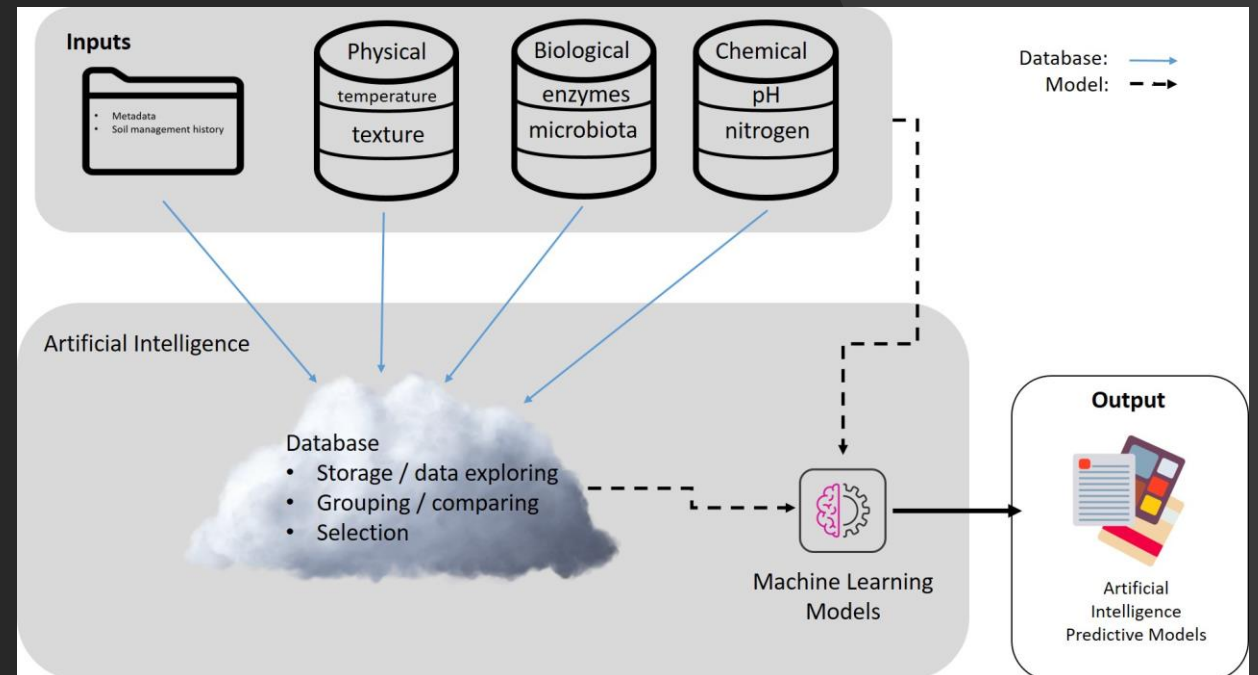 Inputs
• Metadata
• Soil management history
Physical
temperature
texture
Biological
enzymes
microbiota
Chemical
pH
nitrogen
Database:
Model:
Artificial Intelligence
Database
• Storage / data exploring
• Grouping / comparing
• Selection
Machine Learning
Models
Output
Artificial
Intelligence
Predictive Models